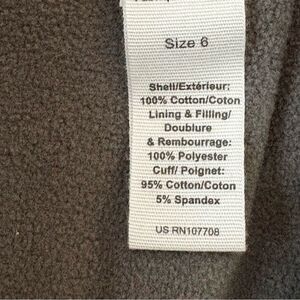 Size 6
Shell/Extérieur:
100% Cotton/Coton
Lining & Filling/
Doublure
& Rembourrage:
100% Polyester
Cuff/ Poignet:
95% Cotton/Coton
5% Spandex
US RN107708